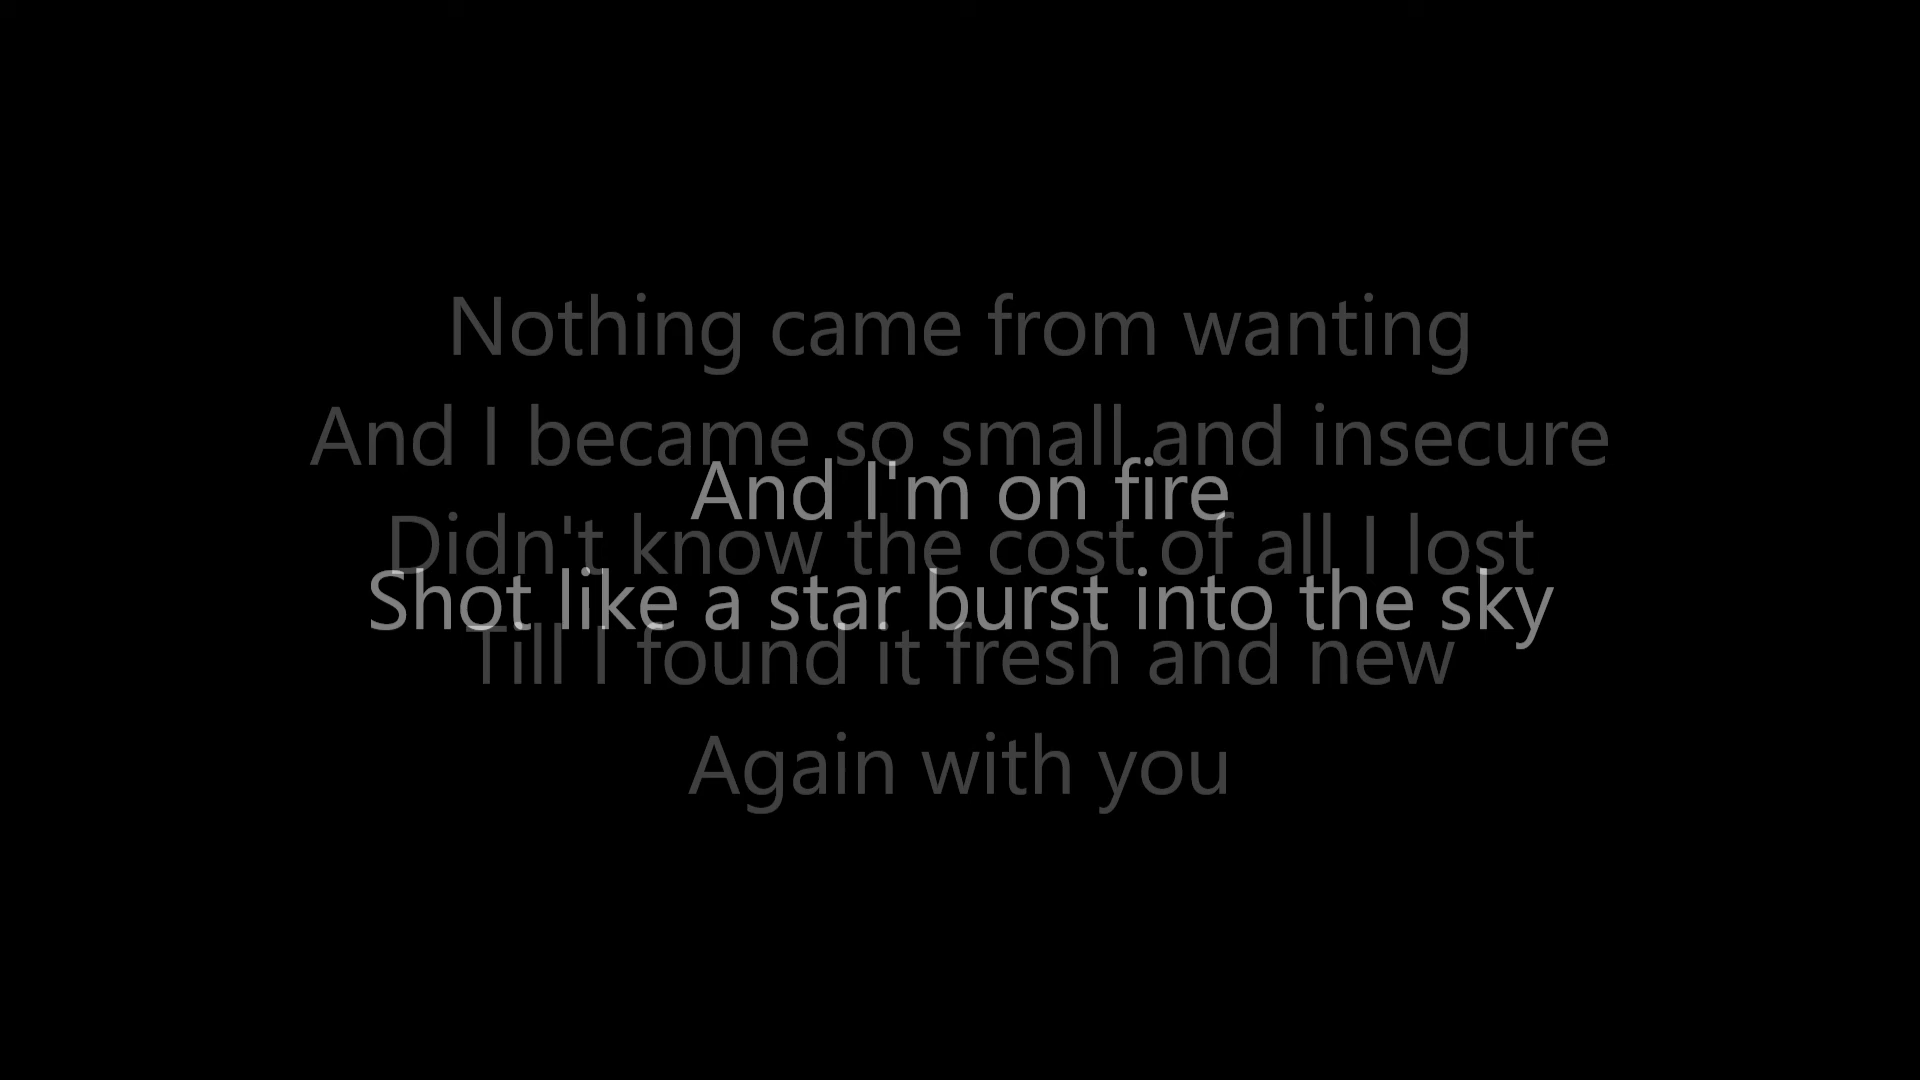 Nothing came from wanting
And I became so small and insecure
And I'm on fire
Didn't know the cost of all I lost
Shot like a star burst into the sky
Till I found it fresh and new
Again with you